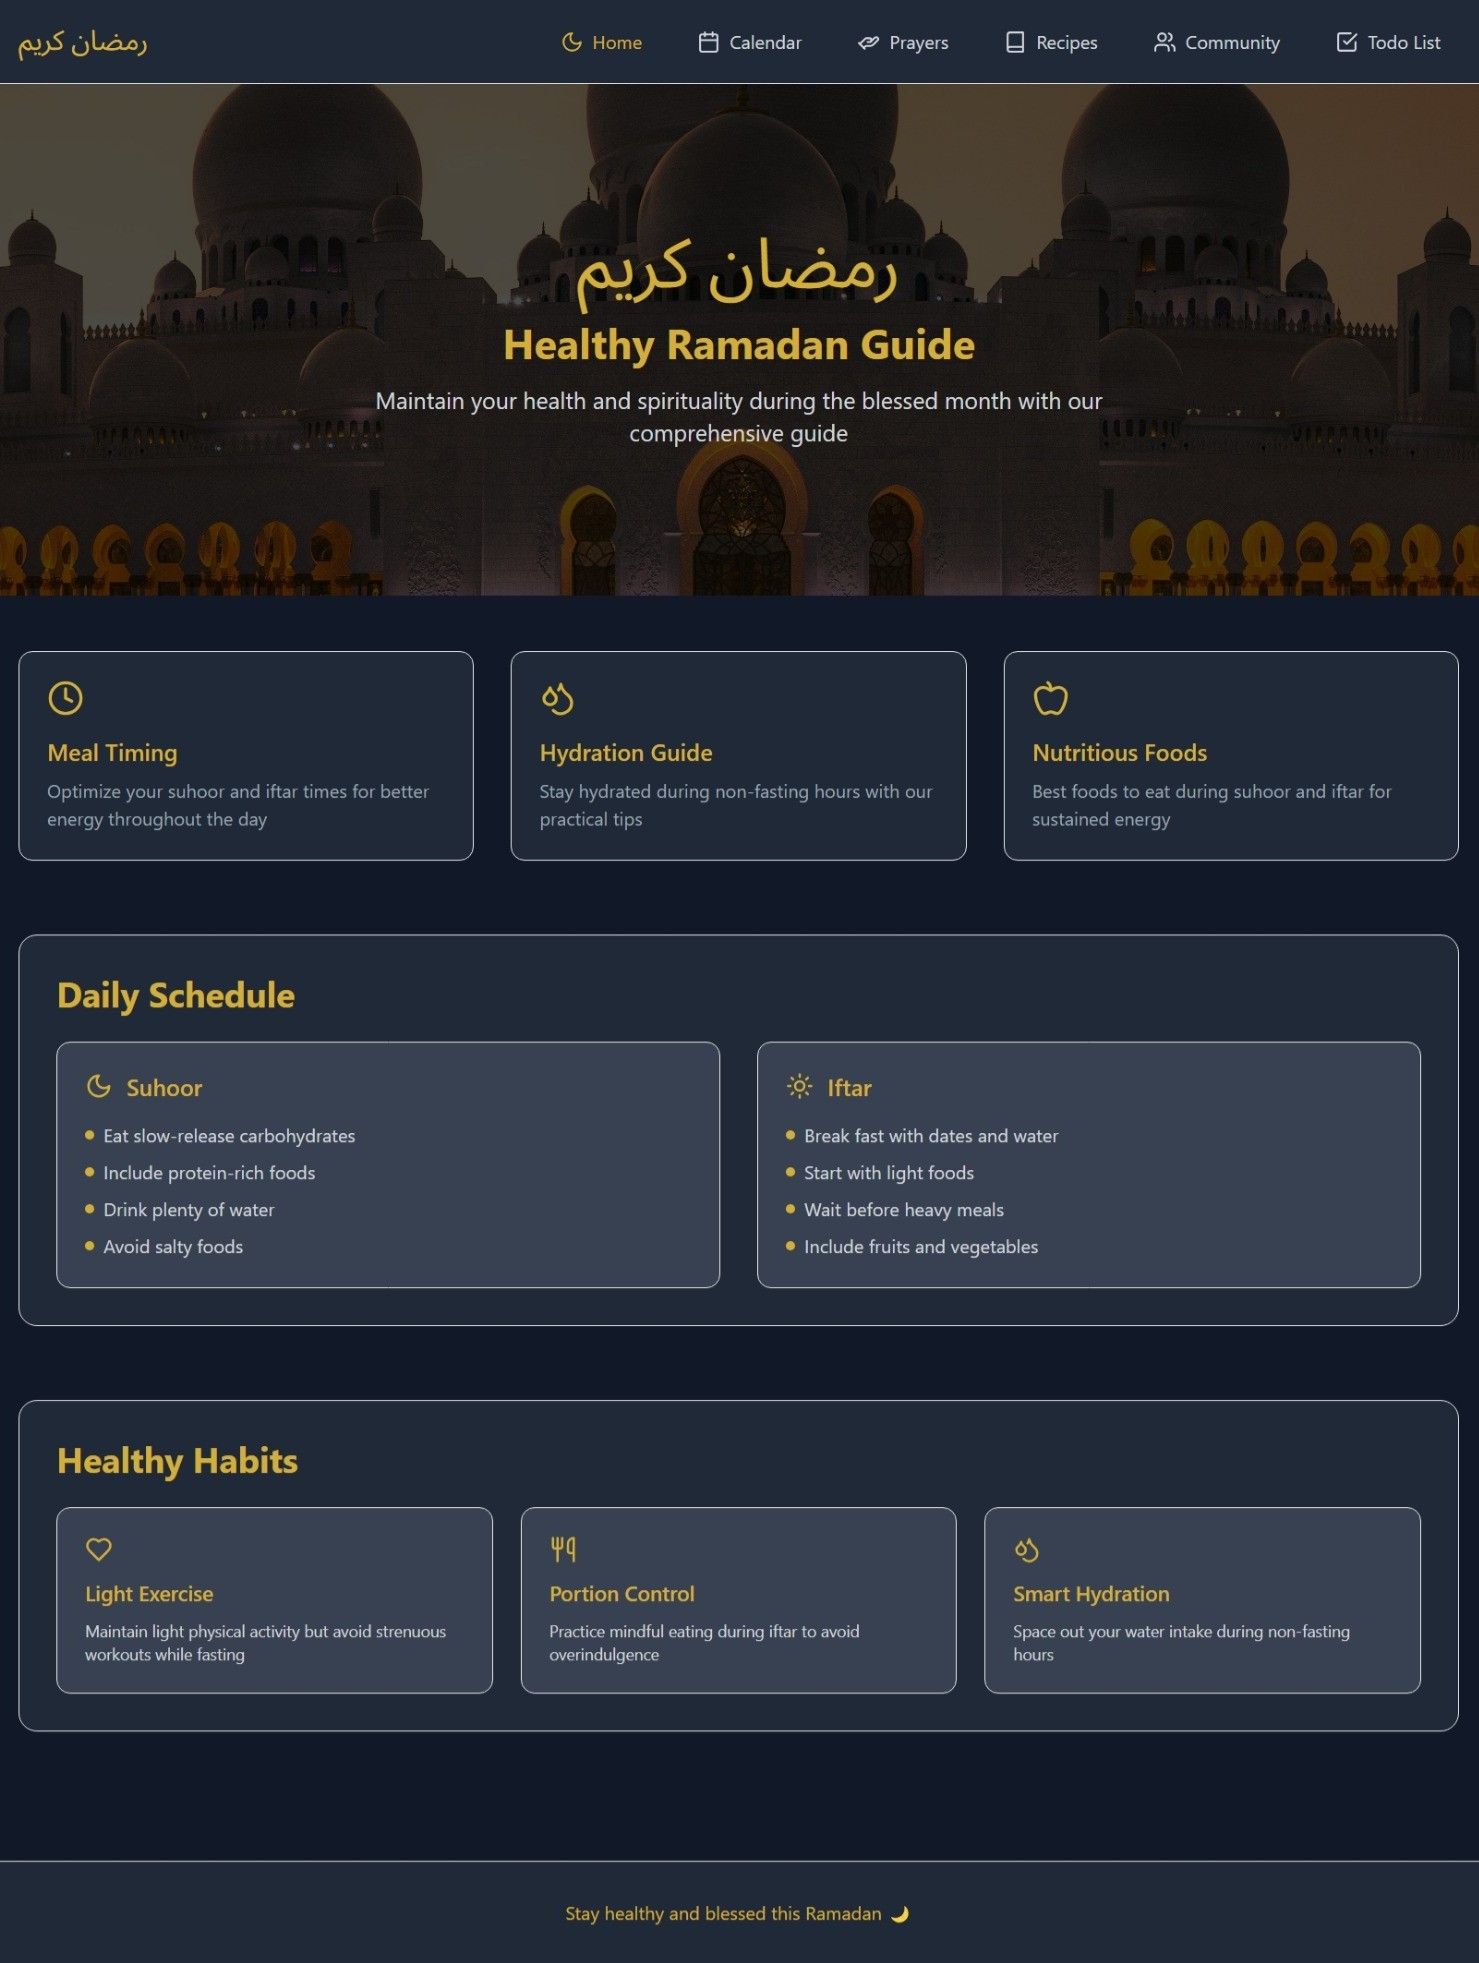 رمضان كريم
Home
Calendar
Prayers
Recipes
Community
Todo List
رمضان كريم
Healthy Ramadan Guide
Maintain your health and spirituality during the blessed month with our
comprehensive guide
Meal Timing
Optimize your suhoor and iftar times for better
energy throughout the day
Hydration Guide
Stay hydrated during non-fasting hours with our
practical tips
Nutritious Foods
Best foods to eat during suhoor and iftar for
sustained energy
Daily Schedule
Suhoor
Eat slow-release carbohydrates
Include protein-rich foods
Drink plenty of water
Avoid salty foods
Iftar
Break fast with dates and water
Start with light foods
Wait before heavy meals
Include fruits and vegetables
Healthy Habits
Light Exercise
Maintain light physical activity but avoid strenuous
workouts while fasting
Portion Control
Practice mindful eating during iftar to avoid
overindulgence
Smart Hydration
Space out your water intake during non-fasting
hours
Stay healthy and blessed this Ramadan 🌙